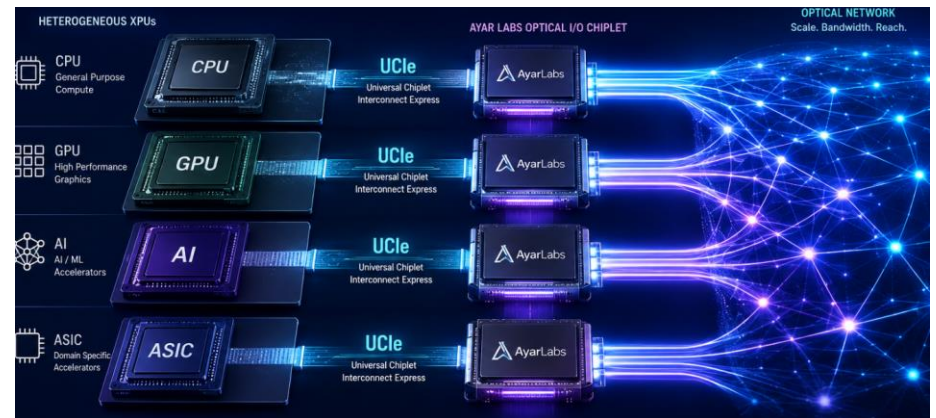 HETEROGENEOUS XPUs
AYAR LABS OPTICAL I/O CHIPLET
OPTICAL NETWORK
Scale. Bandwidth. Reach.
CPU
General Purpose
Compute
CPU
UCIe
Universal Chiplet
Interconnect Express
AyarLabs
GPU
High Performance
Graphics
GPU
UCIe
Universal Chiplet
Interconnect Express
AyarLabs
AI
AI / ML
Accelerators
AI
UCIe
Universal Chiplet
Interconnect Express
AyarLabs
ASIC
Domain Specific
Accelerators
ASIC
UCIe
Universal Chiplet
Interconnect Express
AyarLabs